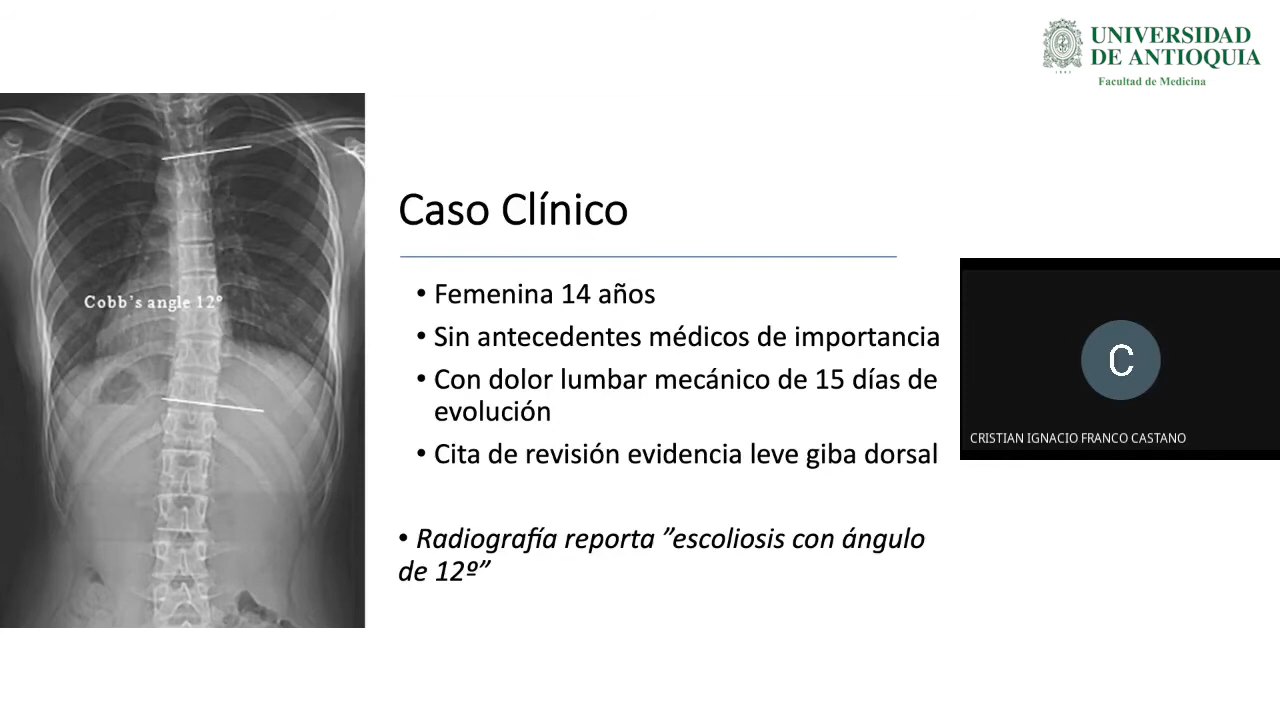 UNIVERSIDAD
DE ANTIOQUIA
1803
Facultad de Medicina
Cobb's angle 12º
Caso Clínico
• Femenina 14 años
• Sin antecedentes médicos de importancia
• Con dolor lumbar mecánico de 15 días de
evolución
• Cita de revisión evidencia leve giba dorsal
• Radiografía reporta ”escoliosis con ángulo
de 12º”
C
CRISTIAN IGNACIO FRANCO CASTANO